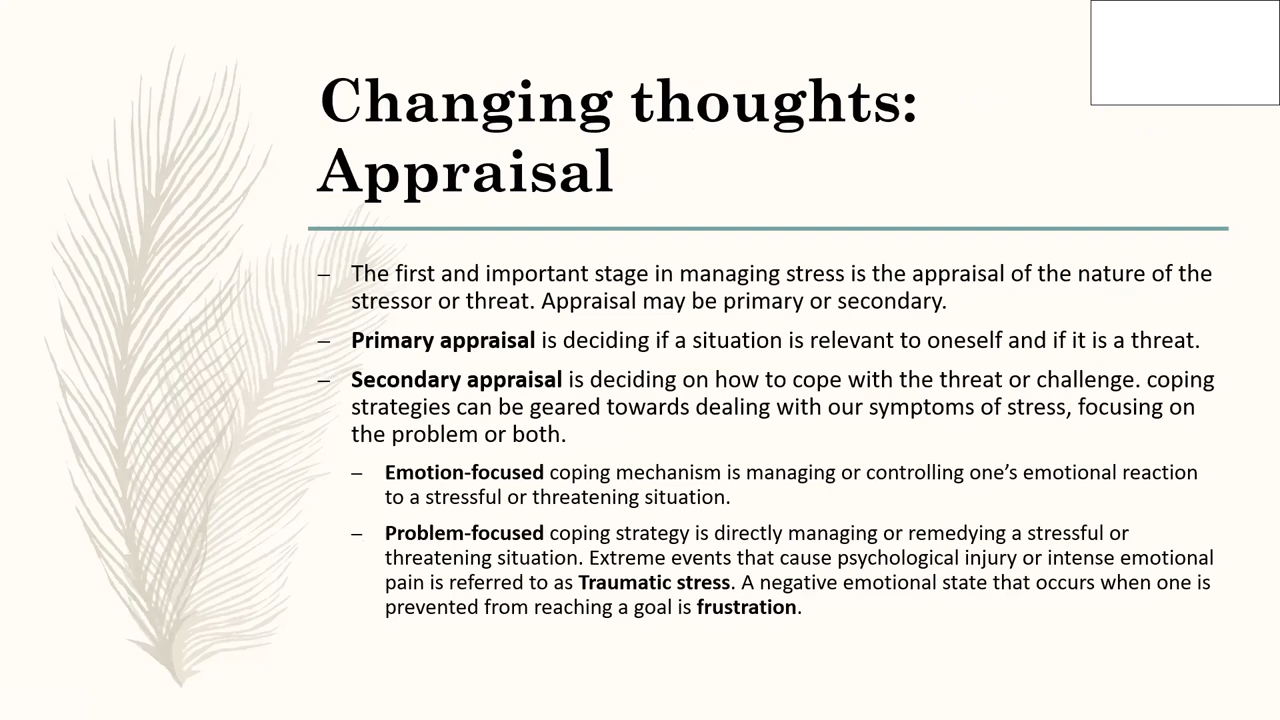 Changing thoughts:
Appraisal
– The first and important stage in managing stress is the appraisal of the nature of the
stressor or threat. Appraisal may be primary or secondary.
– Primary appraisal is deciding if a situation is relevant to oneself and if it is a threat.
– Secondary appraisal is deciding on how to cope with the threat or challenge. coping
strategies can be geared towards dealing with our symptoms of stress, focusing on
the problem or both.
– Emotion-focused coping mechanism is managing or controlling one’s emotional reaction
to a stressful or threatening situation.
– Problem-focused coping strategy is directly managing or remedying a stressful or
threatening situation. Extreme events that cause psychological injury or intense emotional
pain is referred to as Traumatic stress. A negative emotional state that occurs when one is
prevented from reaching a goal is frustration.